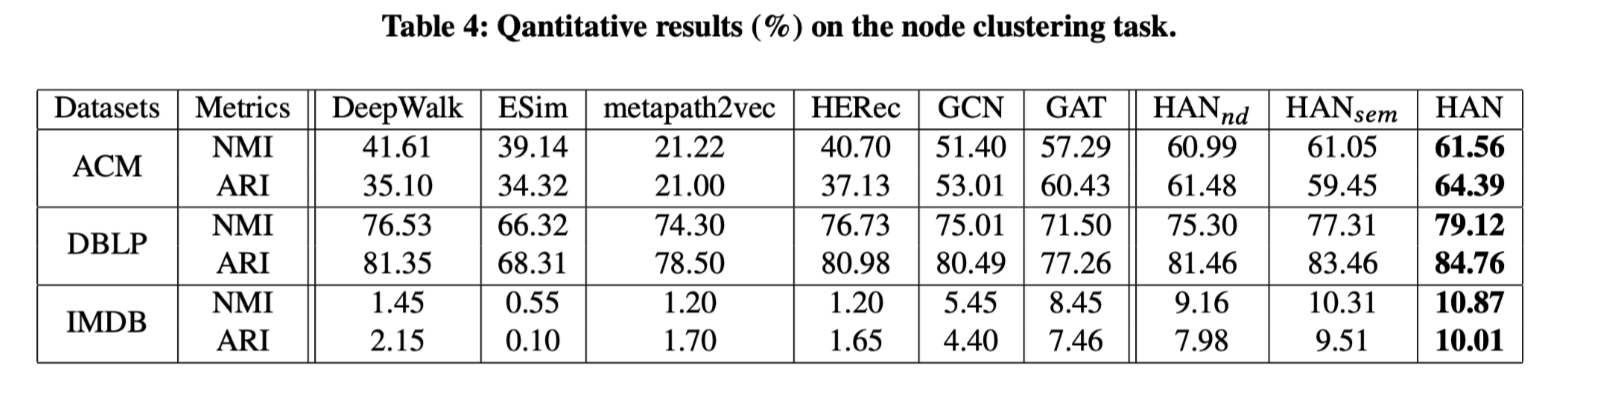 Table 4: Qantitative results (%) on the node clustering task.
Datasets Metrics DeepWalk ESim metapath2vec HERec GCN GAT HANnd HANsem HAN
ACM NMI 41.61 39.14 21.22 40.70 51.40 57.29 60.99 61.05 61.56
ARI 35.10 34.32 21.00 37.13 53.01 60.43 61.48 59.45 64.39
DBLP NMI 76.53 66.32 74.30 76.73 75.01 71.50 75.30 77.31 79.12
ARI 81.35 68.31 78.50 80.98 80.49 77.26 81.46 83.46 84.76
IMDB NMI 1.45 0.55 1.20 1.20 5.45 8.45 9.16 10.31 10.87
ARI 2.15 0.10 1.70 1.65 4.40 7.46 7.98 9.51 10.01